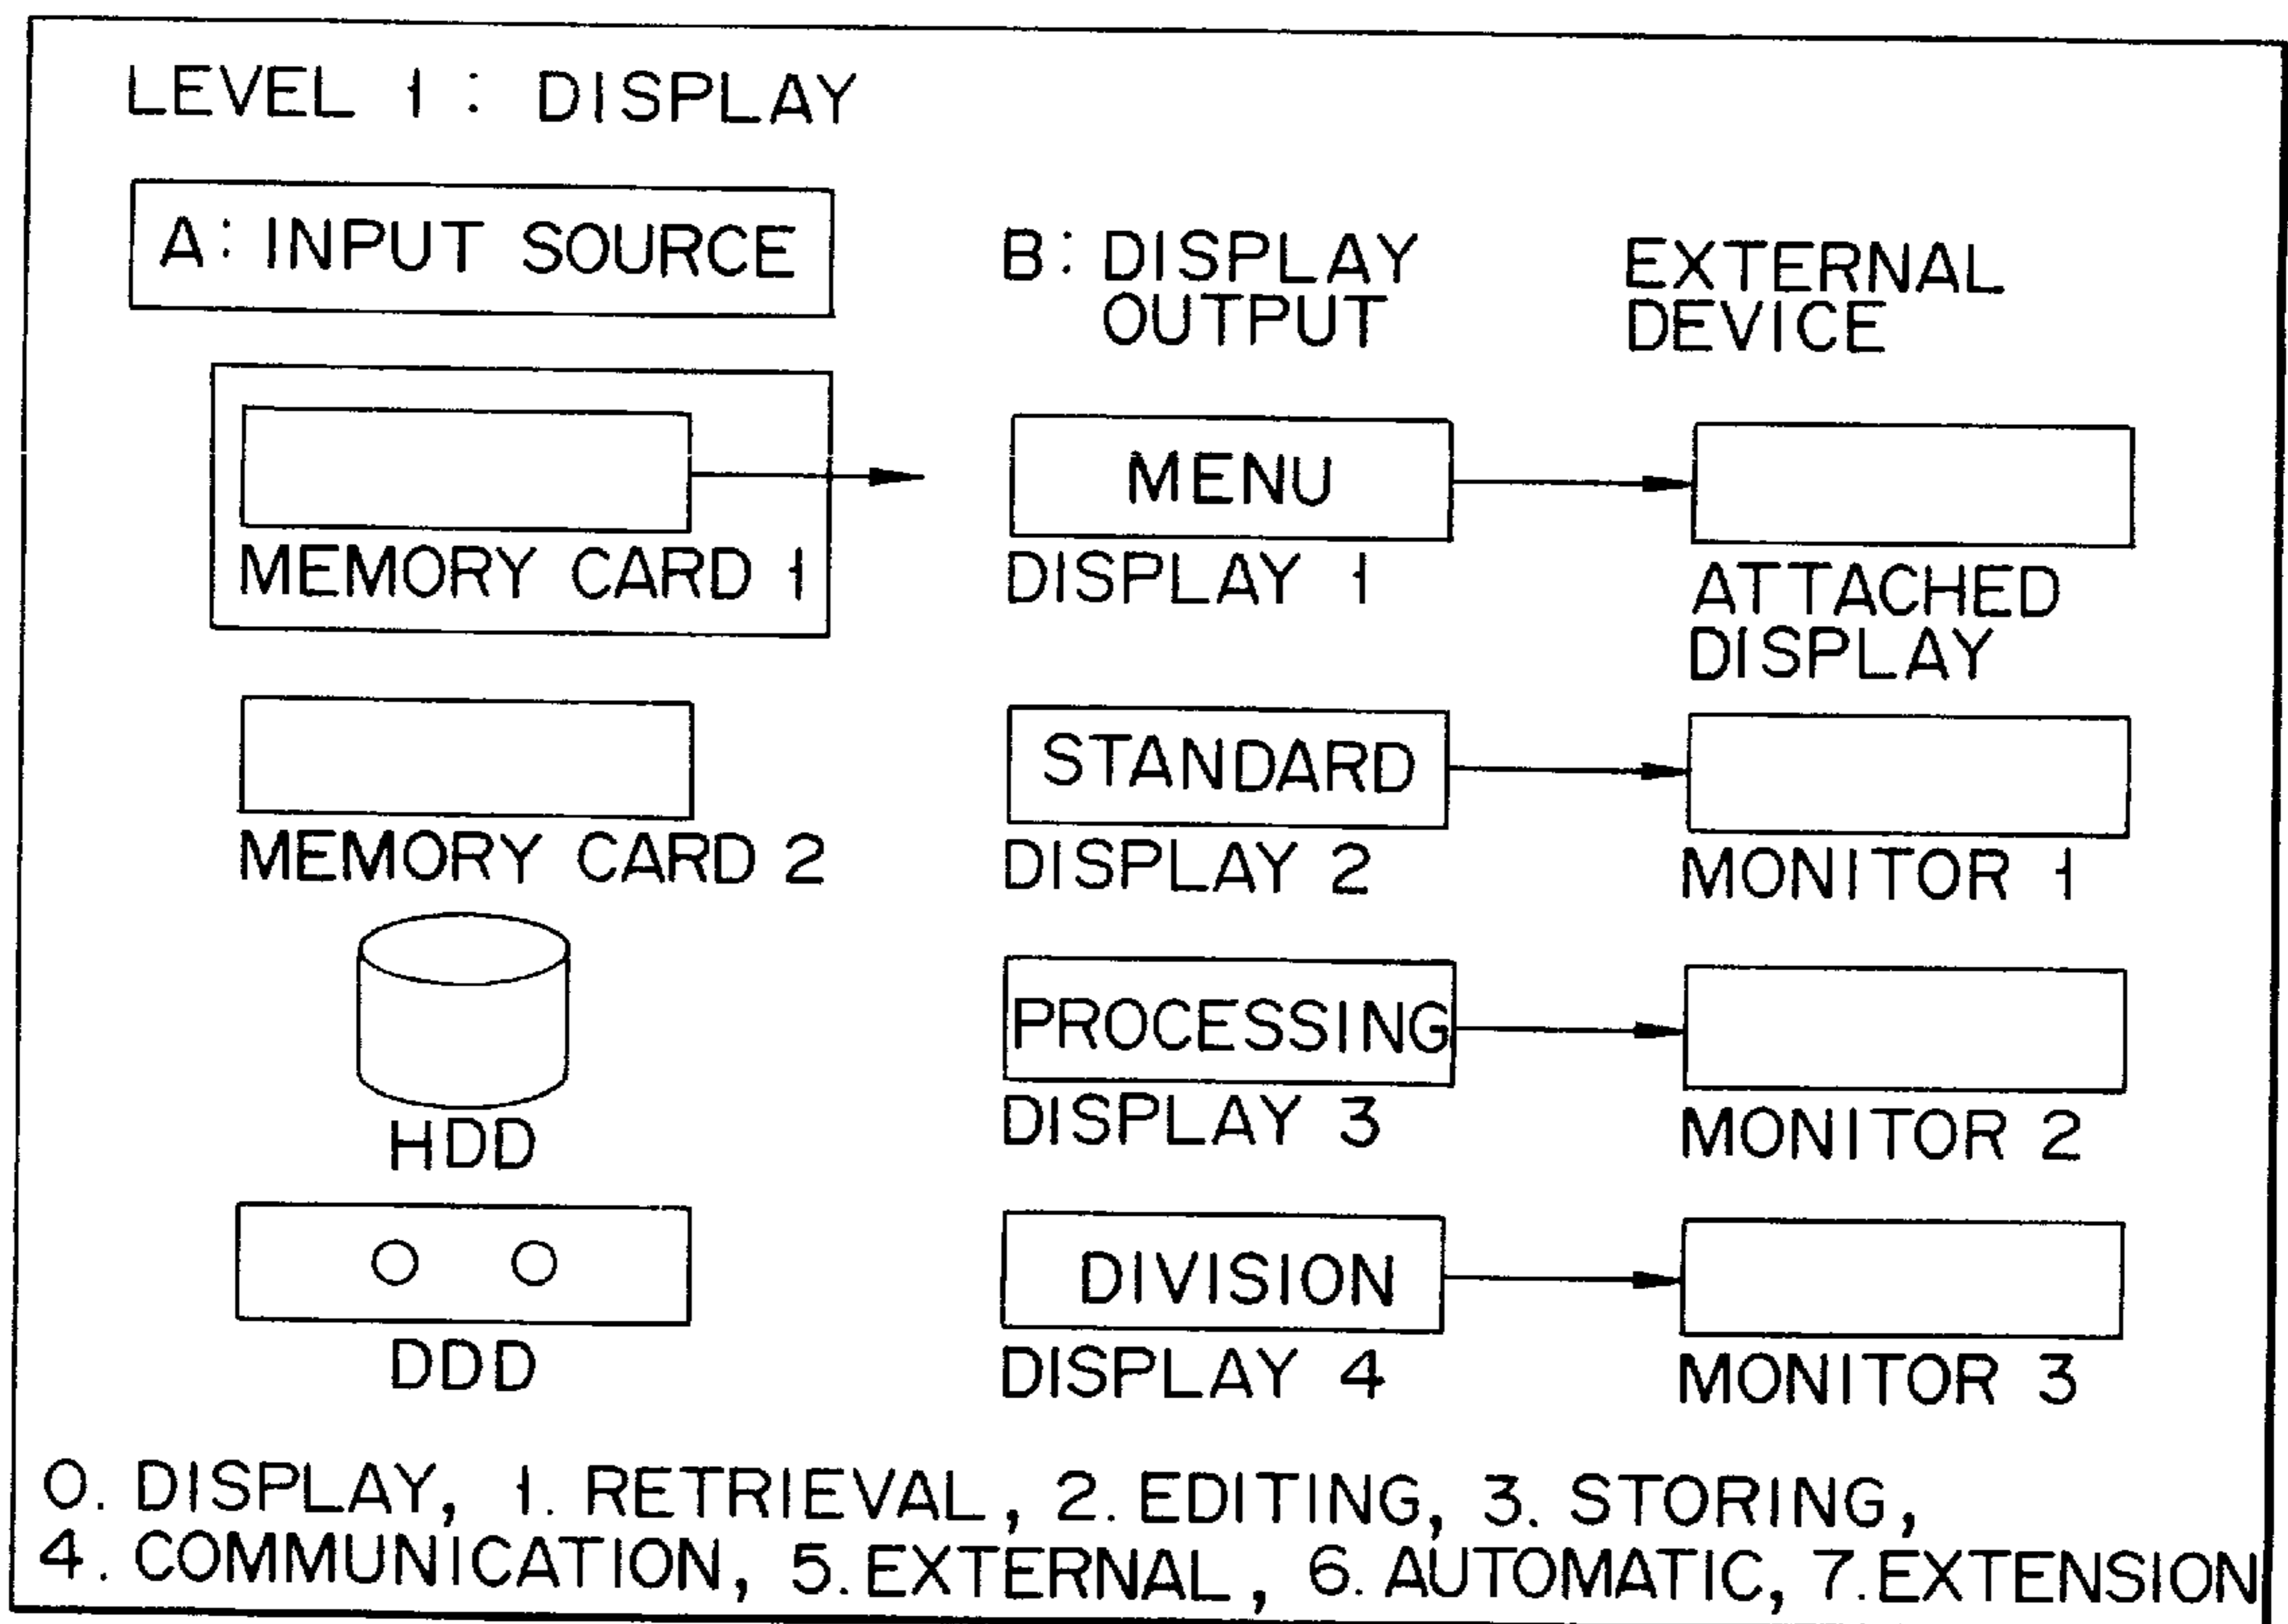 LEVEL 1 : DISPLAY
A: INPUT SOURCE
B: DISPLAY
OUTPUT
EXTERNAL
DEVICE
MEMORY CARD 1
MENU
DISPLAY 1
ATTACHED
DISPLAY
MEMORY CARD 2
STANDARD
DISPLAY 2
MONITOR 1
HDD
PROCESSING
DISPLAY 3
MONITOR 2
DDD
DIVISION
DISPLAY 4
MONITOR 3
0. DISPLAY, 1. RETRIEVAL, 2. EDITING, 3. STORING,
4. COMMUNICATION, 5. EXTERNAL, 6. AUTOMATIC, 7. EXTENSION